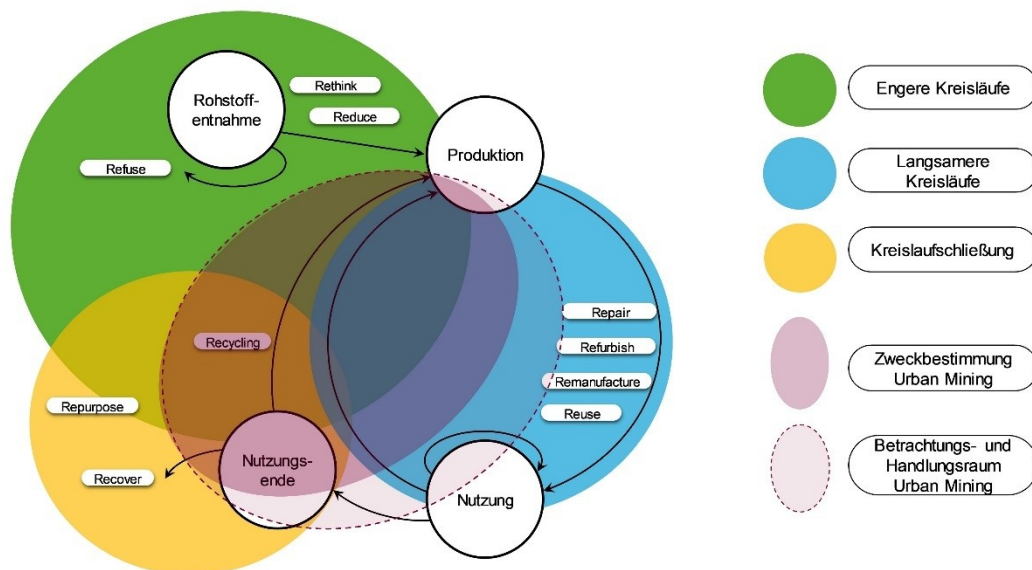 Rohstoff-
entnahme
Rethink
Reduce
Refuse
Produktion
Recycling
Repair
Refurbish
Remanufacture
Reuse
Repurpose
Recover
Nutzungs-
ende
Nutzung
Engere Kreisläufe
Langsamere
Kreisläufe
Kreislaufschließung
Zweckbestimmung
Urban Mining
Betrachtungs- und
Handlungsraum
Urban Mining